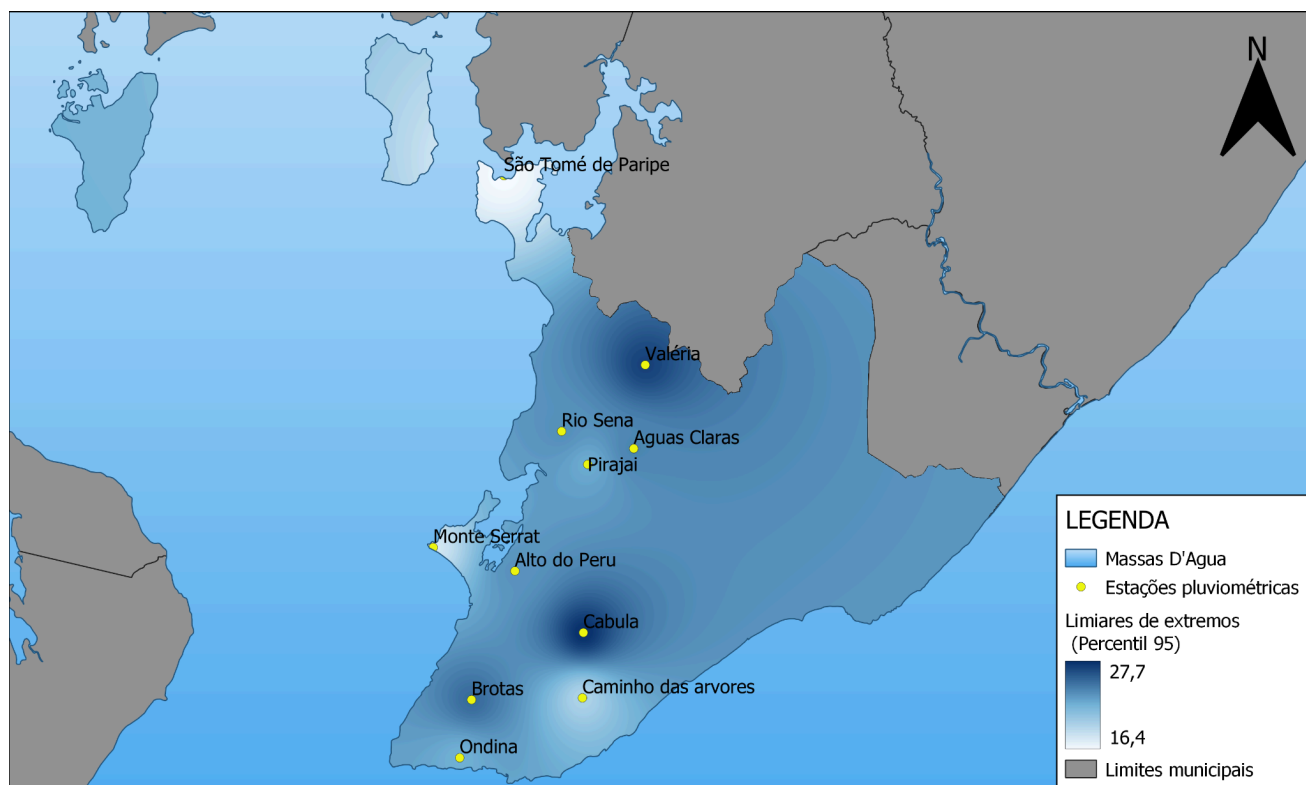 N
São Tomé de Paripe
Valéria
Rio Sena
Aguas Claras
Pirajai
Monte Serrat
Alto do Peru
Cabula
Brotas
Caminho das arvores
Ondina
LEGENDA
Massas D'Agua
Estações pluviométricas
Limiares de extremos
(Percentil 95)
27,7
16,4
Limites municipais